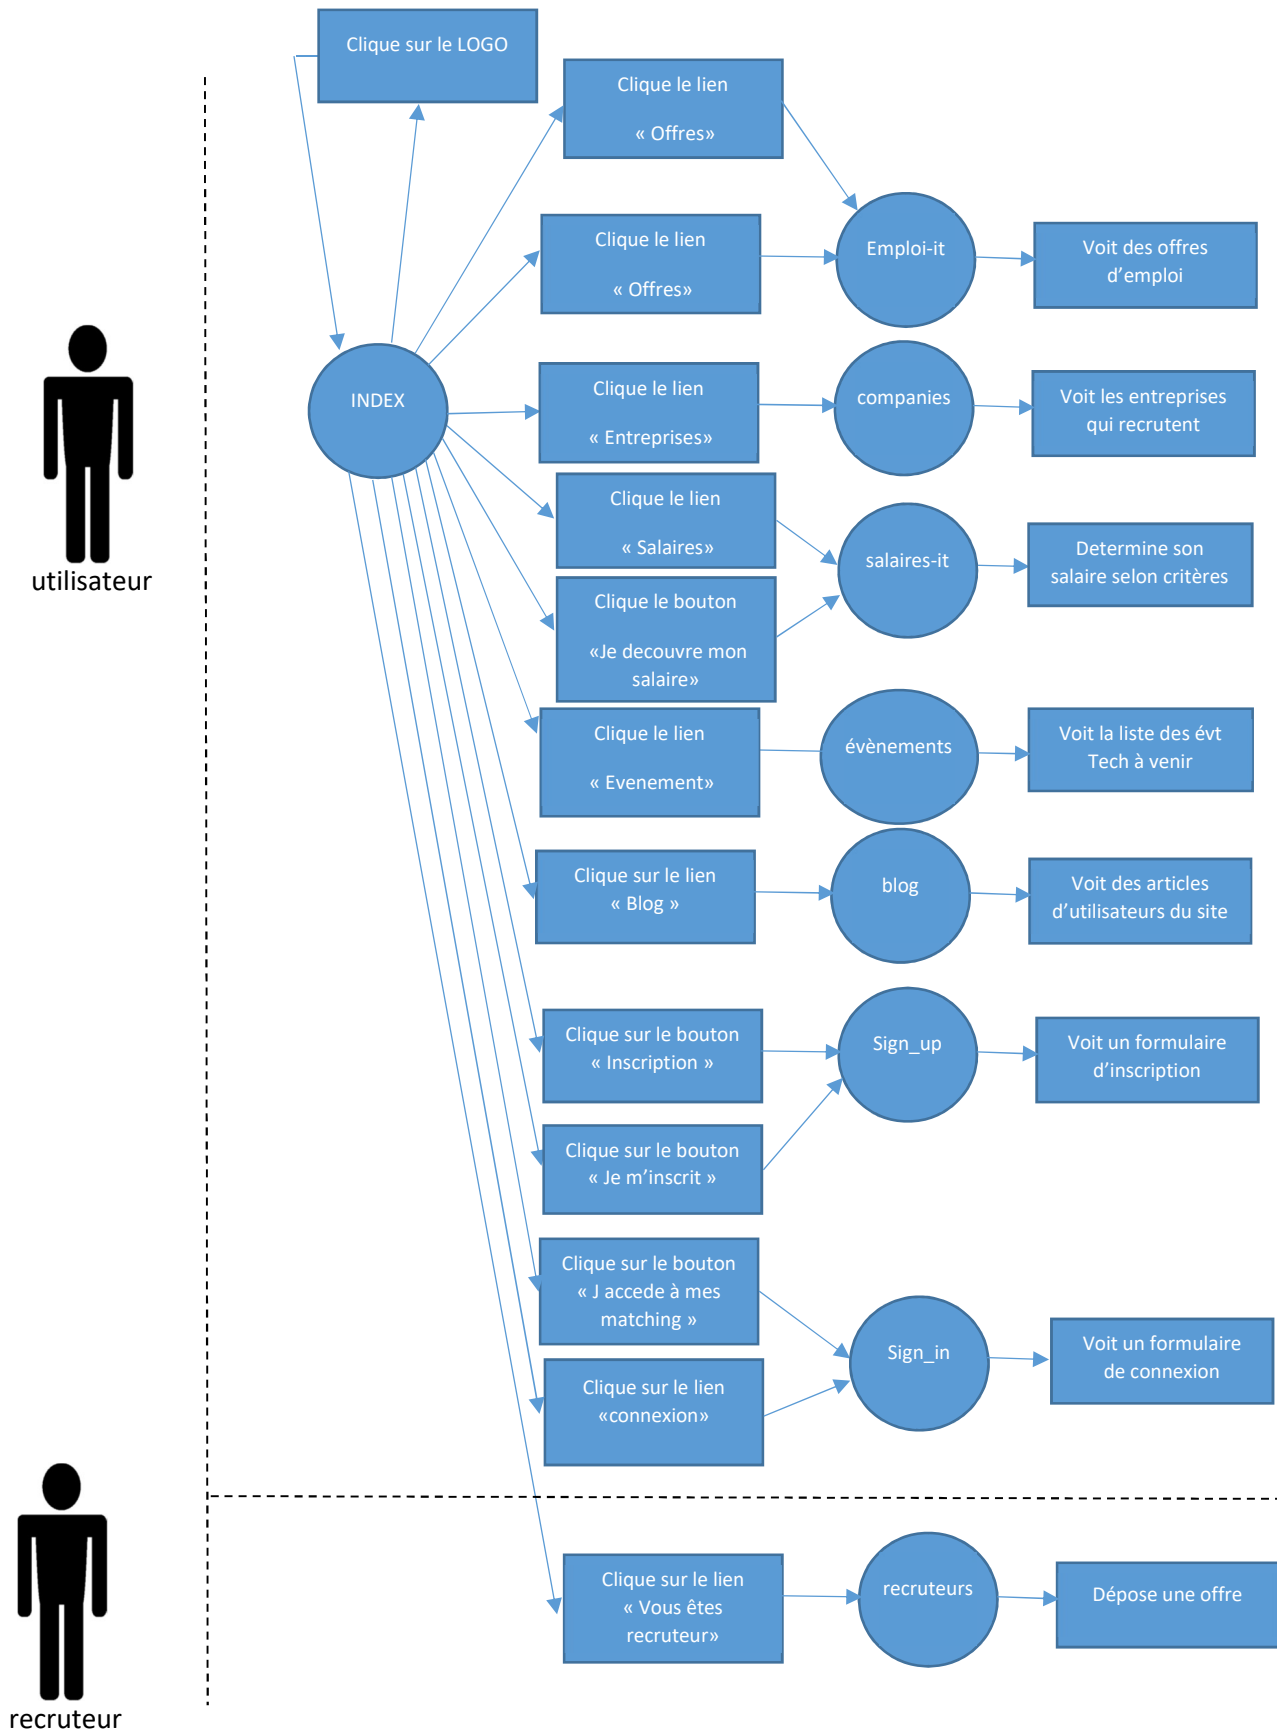 Clique sur le LOGO
Clique le lien
« Offres»
Clique le lien
« Offres»
Emploi-it
Voit des offres
d’emploi
INDEX
Clique le lien
« Entreprises»
companies
Voit les entreprises
qui recrutent
utilisateur
Clique le lien
« Salaires»
salaires-it
Determine son
salaire selon critères
Clique le bouton
«Je decouvre mon
salaire»
Clique le lien
« Evenement»
évènements
Voit la liste des évt
Tech à venir
Clique sur le lien
« Blog »
blog
Voit des articles
d’utilisateurs du site
Clique sur le bouton
« Inscription »
Sign_up
Voit un formulaire
d’inscription
Clique sur le bouton
« Je m’inscrit »
Clique sur le bouton
« J accede à mes
matching »
Sign_in
Voit un formulaire
de connexion
Clique sur le lien
«connexion»
Clique sur le lien
« Vous êtes
recruteur»
recruteurs
Dépose une offre
recruteur